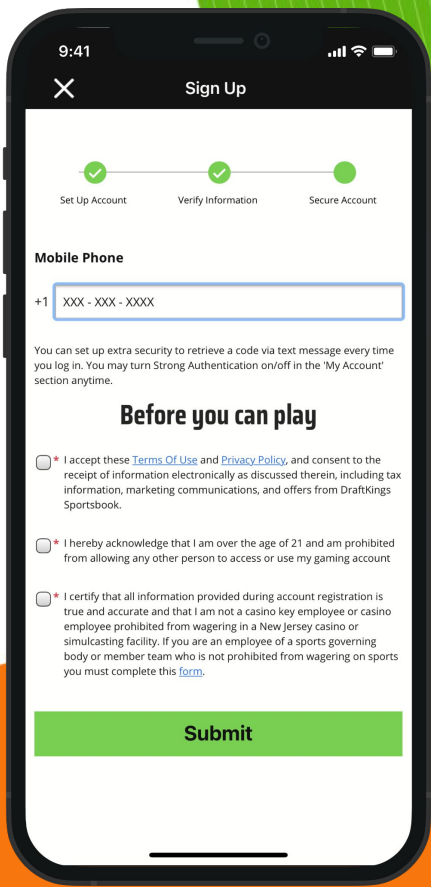 9:41
Sign Up
Set Up Account Verify Information Secure Account
Mobile Phone
+1 XXX - XXX - XXXX
You can set up extra security to retrieve a code via text message every time
you log in. You may turn Strong Authentication on/off in the 'My Account'
section anytime.
Before you can play
* I accept these Terms Of Use and Privacy Policy, and consent to the
receipt of information electronically as discussed therein, including tax
information, marketing communications, and offers from DraftKings
Sportsbook.
* I hereby acknowledge that I am over the age of 21 and am prohibited
from allowing any other person to access or use my gaming account
* I certify that all information provided during account registration is
true and accurate and that I am not a casino key employee or casino
employee prohibited from wagering in a New Jersey casino or
simulcasting facility. If you are an employee of a sports governing
body or member team who is not prohibited from wagering on sports
you must complete this form.
Submit